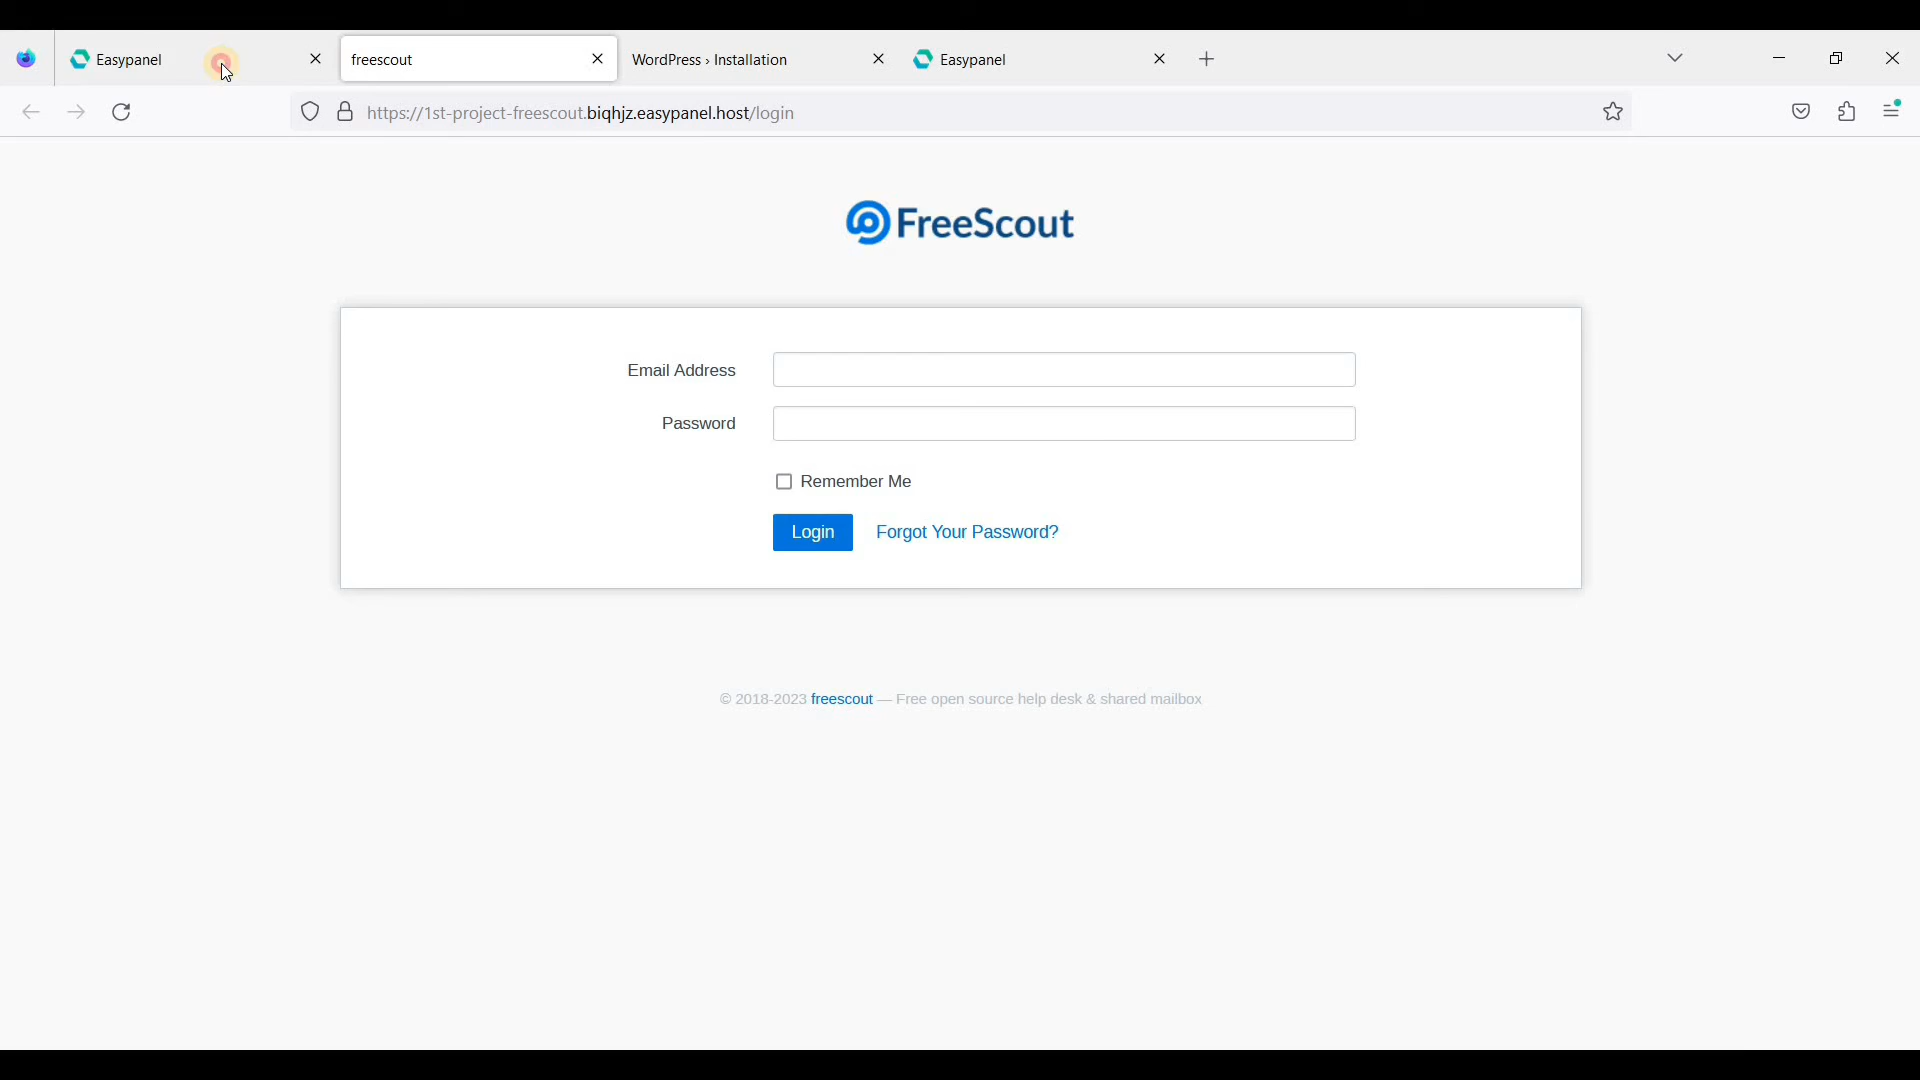 Easypanel
freescout
WordPress › Installation
Easypanel
https://1st-project-freescout.biqhjz.easypanel.host/login
FreeScout
Email Address
Password
Remember Me
Login
Forgot Your Password?
© 2018-2023 freescout — Free open source help desk & shared mailbox